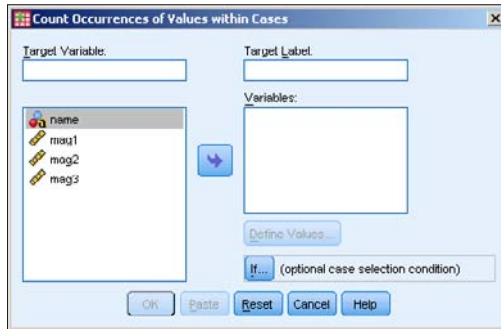 Count Occurrences of Values within Cases
Target Variable:
Target Label:
name
mag1
mag2
mag3
Variables:
Define Values...
If... (optional case selection condition)
OK Paste Reset Cancel Help